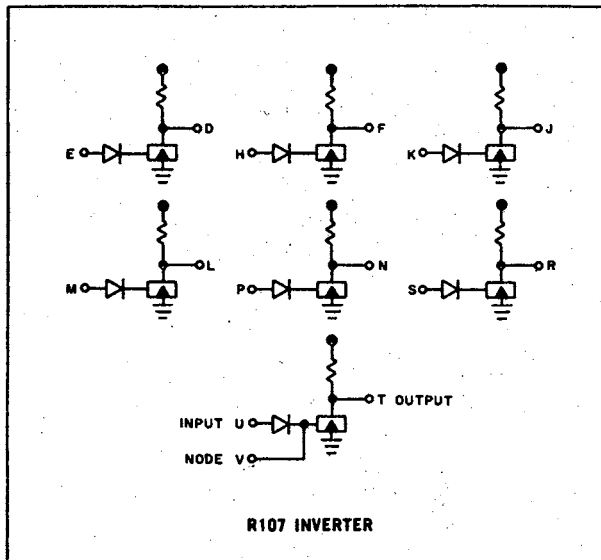 D F J
E H K
L N R
M P S
T OUTPUT
INPUT U
NODE V
R107 INVERTER